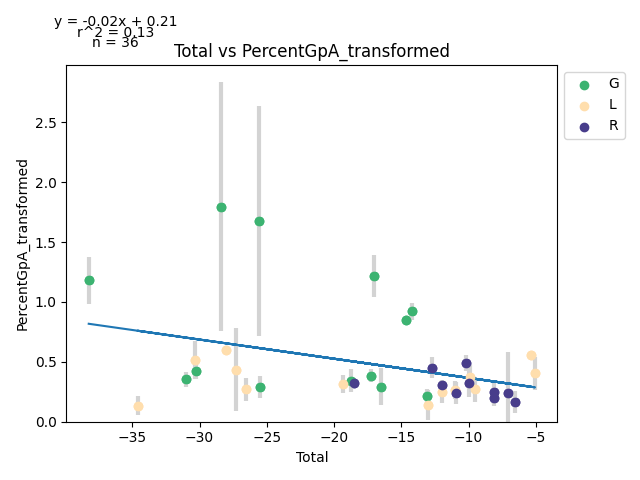 y = -0.02x + 0.21
r^2 = 0.13
n = 36
Total vs PercentGpA_transformed
G
L
R
PercentGpA_transformed
2.5
2.0
1.5
1.0
0.5
0.0
−35 −30 −25 −20 −15 −10 −5
Total